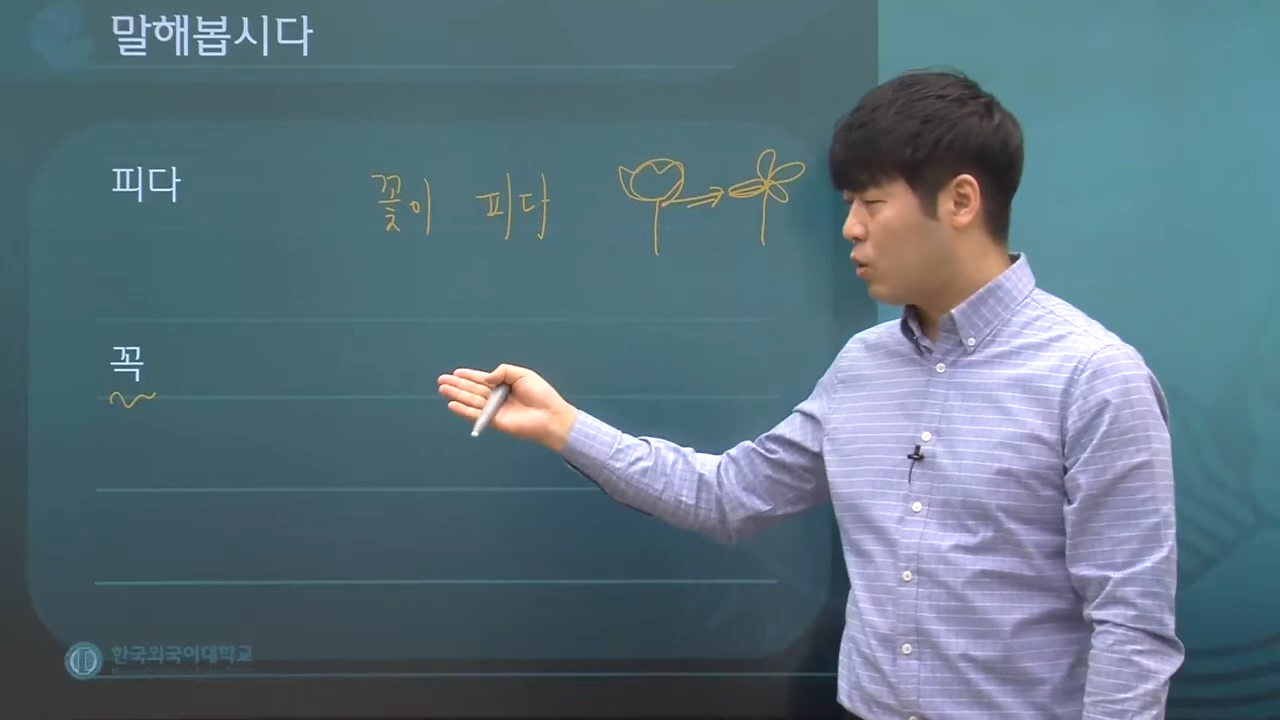 말해봅시다
피다 꽃이 피다
꼭
한국외국어대학교